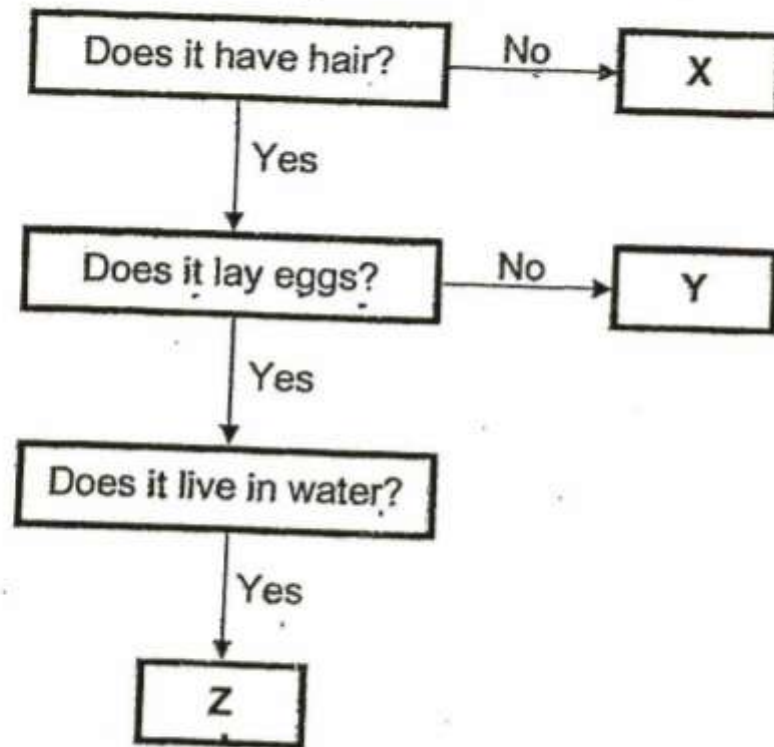 Does it have hair?
No
X
Yes
Does it lay eggs?
No
Y
Yes
Does it live in water?
Yes
Z